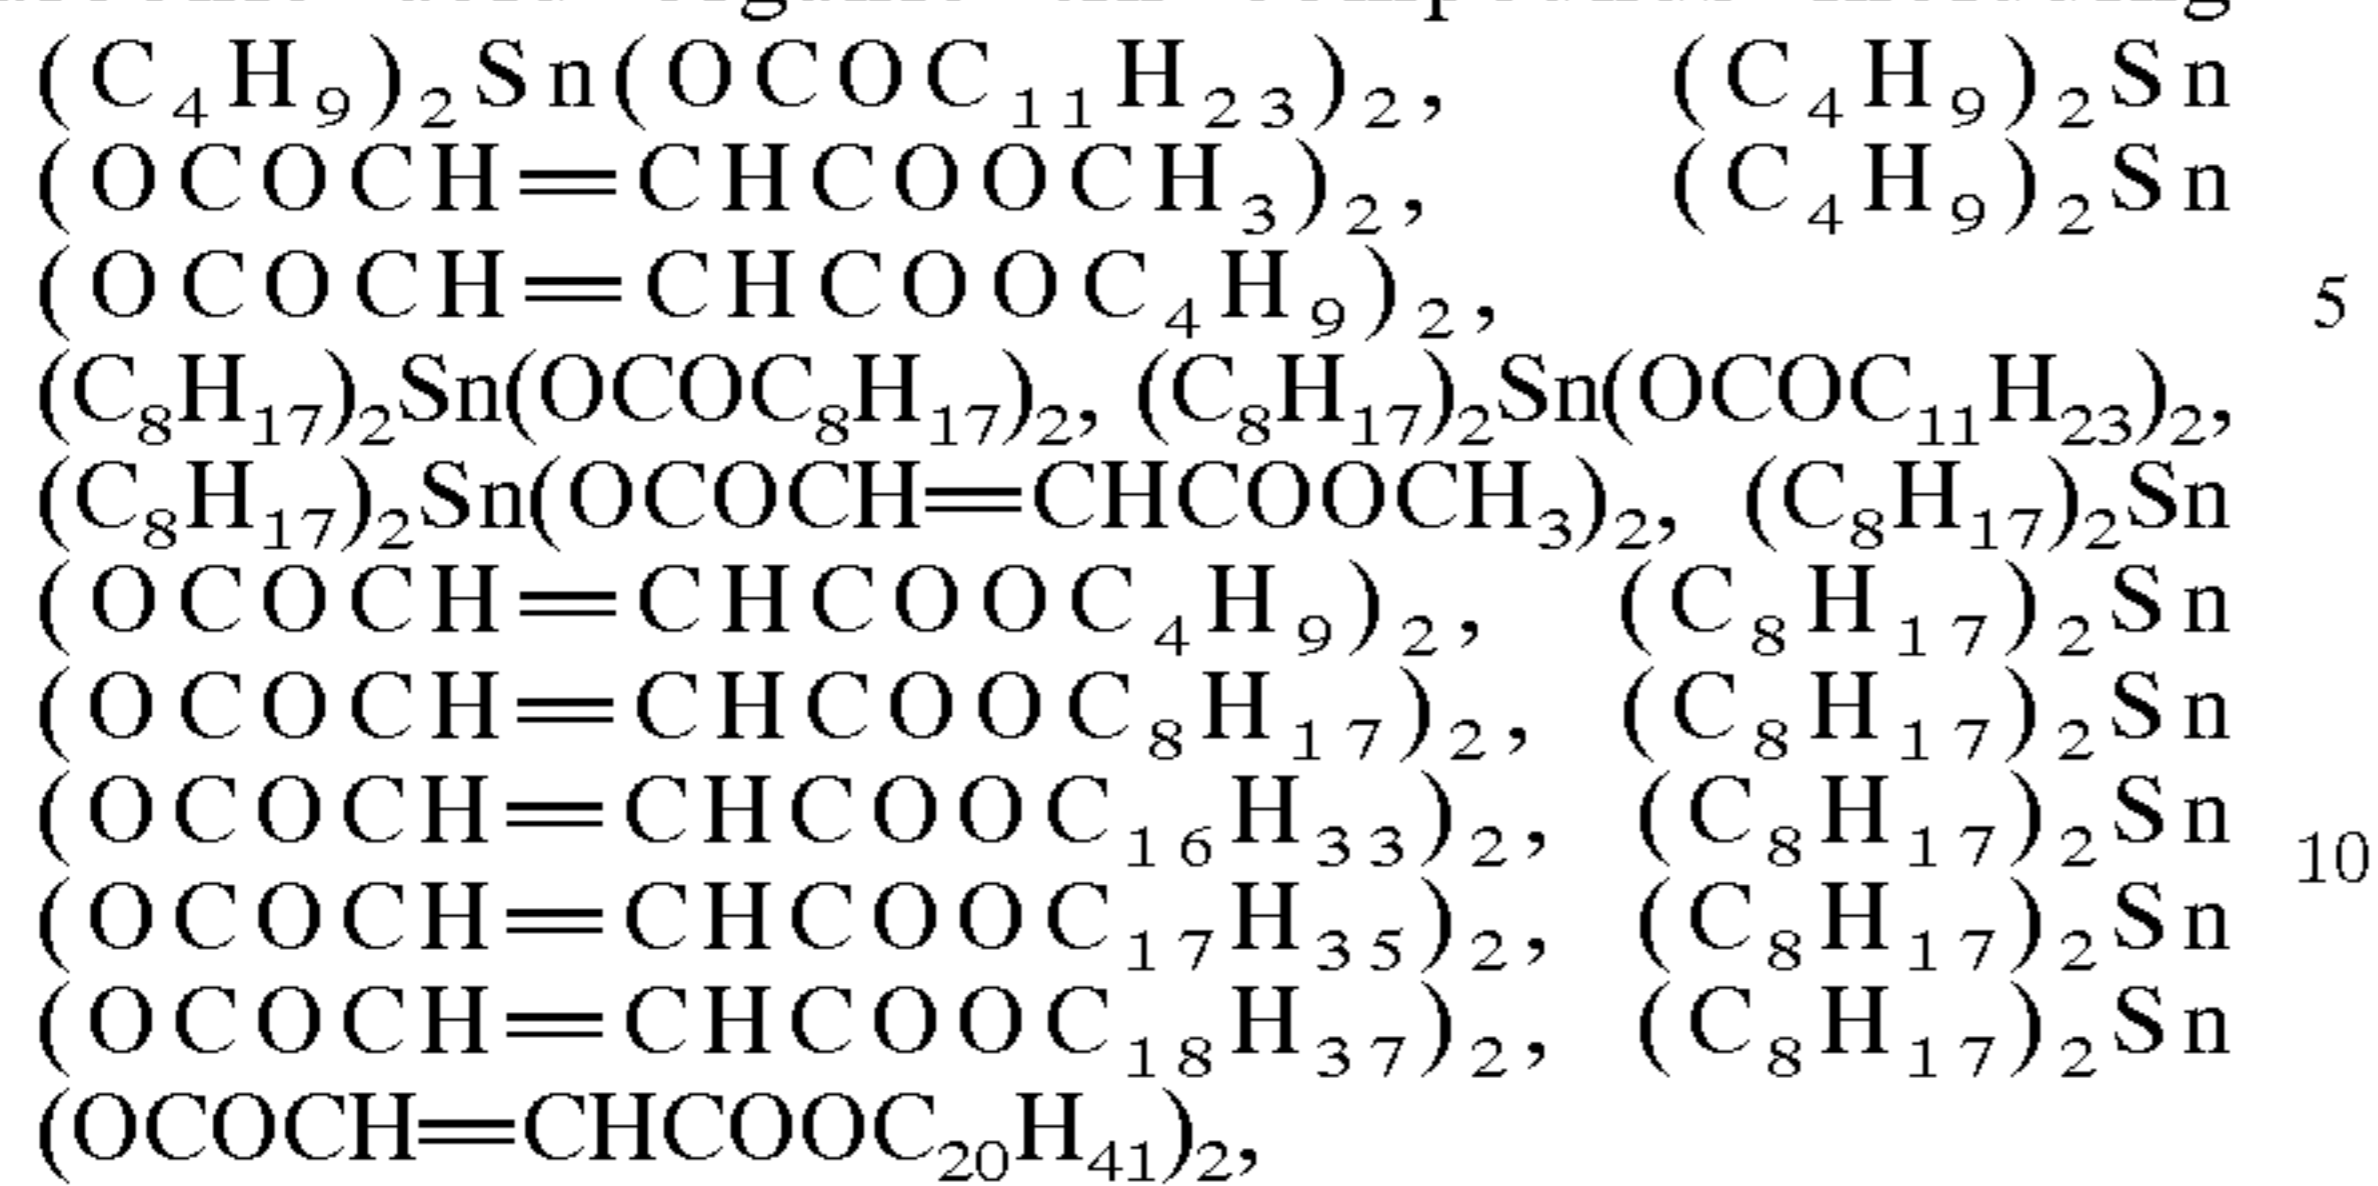 (C₄H₉)₂Sn(OCOC₁₁H₂₃)₂, (C₄H₉)₂Sn
(OCOCH=CHCOOCH₃)₂, (C₄H₉)₂Sn
(OCOCH=CHCOOC₄H₉)₂, 5
(C₈H₁₇)₂Sn(OCOC₈H₁₇)₂, (C₈H₁₇)₂Sn(OCOC₁₁H₂₃)₂,
(C₈H₁₇)₂Sn(OCOCH=CHCOOCH₃)₂, (C₈H₁₇)₂Sn
(OCOCH=CHCOOC₄H₉)₂, (C₈H₁₇)₂Sn
(OCOCH=CHCOOC₈H₁₇)₂, (C₈H₁₇)₂Sn
(OCOCH=CHCOOC₁₆H₃₃)₂, (C₈H₁₇)₂Sn 10
(OCOCH=CHCOOC₁₇H₃₅)₂, (C₈H₁₇)₂Sn
(OCOCH=CHCOOC₁₈H₃₇)₂, (C₈H₁₇)₂Sn
(OCOCH=CHCOOC₂₀H₄₁)₂,